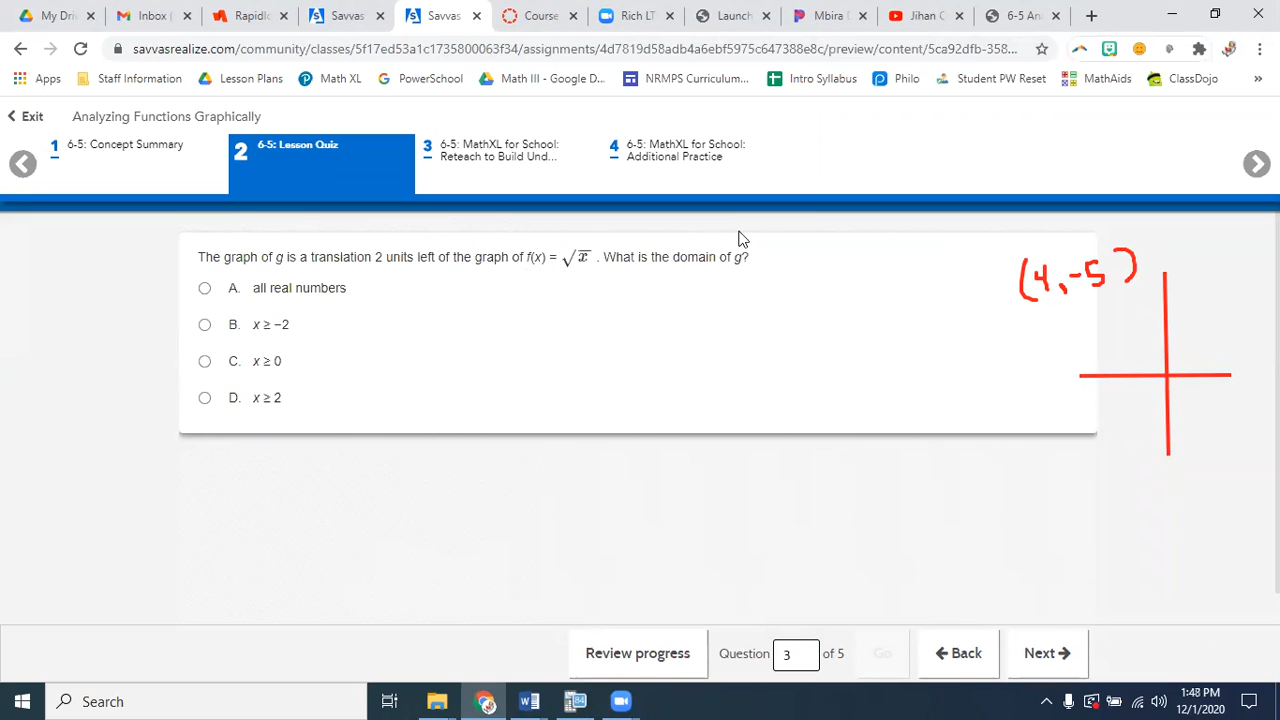 My Dri
Inbox (
RapidIc
Savvas
Savvas
Course
Rich LT
Launch
Mbira D
Jihan C
6-5 An
savvasrealize.com/community/classes/5f17ed53a1c1735800063f34/assignments/4d7819d58adb4a6ebf5975c647388e8c/preview/content/5ca92dfb-358...
Apps
Staff Information
Lesson Plans
Math XL
PowerSchool
Math III - Google D...
NRMPS Curriculum...
Intro Syllabus
Philo
Student PW Reset
MathAids
ClassDojo
Exit
Analyzing Functions Graphically
1 6-5: Concept Summary
2 6-5: Lesson Quiz
3 6-5: MathXL for School: Reteach to Build Und...
4 6-5: MathXL for School: Additional Practice
The graph of g is a translation 2 units left of the graph of f(x) = √x . What is the domain of g?
A. all real numbers
B. x ≥ −2
C. x ≥ 0
D. x ≥ 2
(4,-5)
Review progress
Question 3 of 5
Go
Back
Next
Search
1:48 PM
12/1/2020